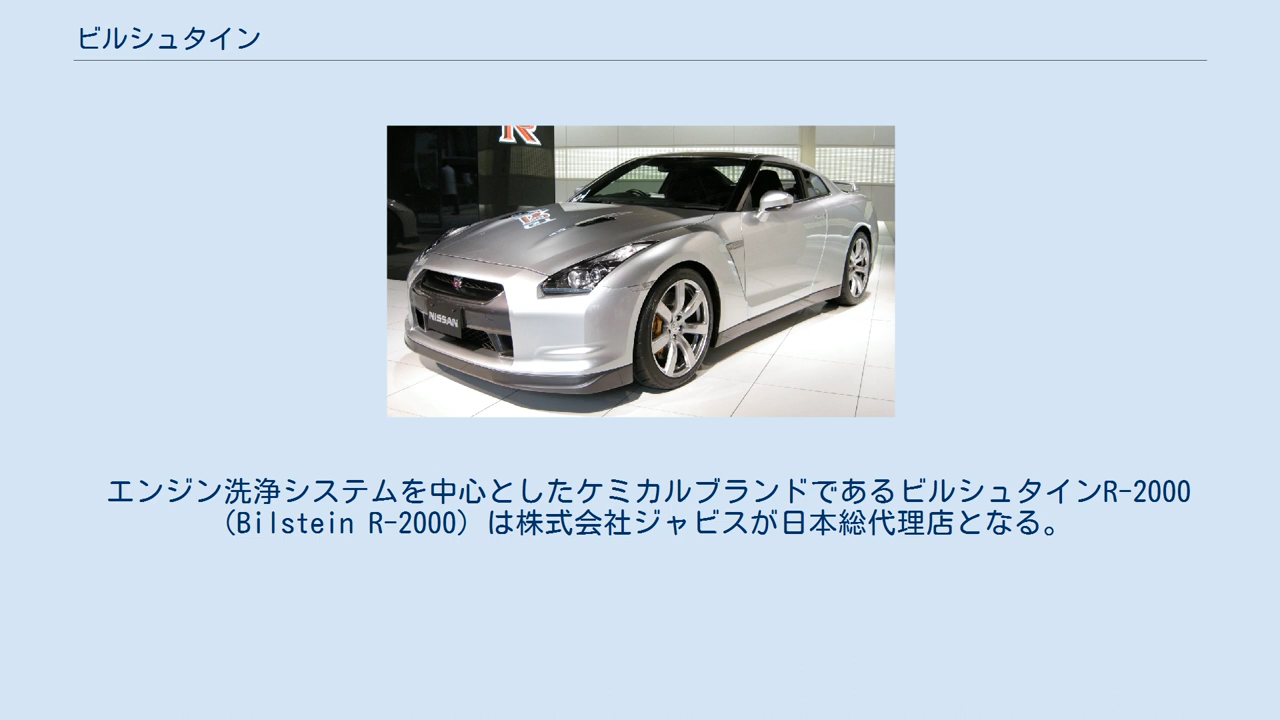 ビルシュタイン
R
NISSAN
エンジン洗浄システムを中心としたケミカルブランドであるビルシュタインR-2000
（Bilstein R-2000）は株式会社ジャビスが日本総代理店となる。